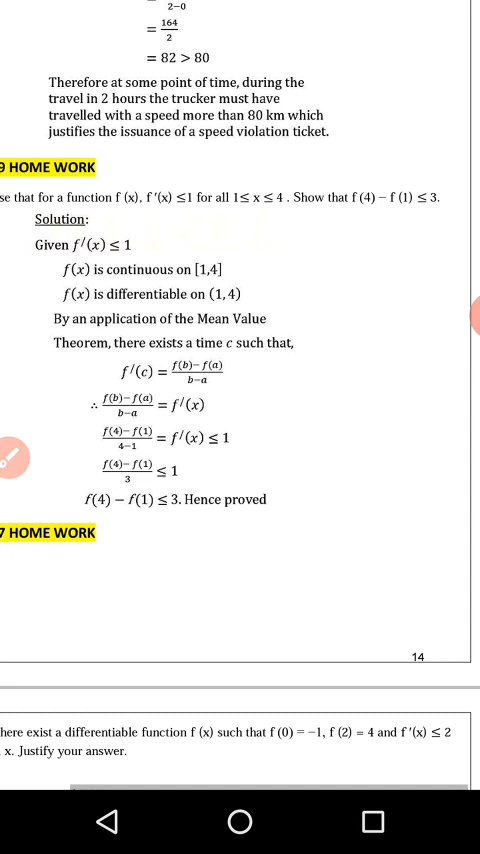 2−0
= 164/2
= 82 > 80
Therefore at some point of time, during the
travel in 2 hours the trucker must have
travelled with a speed more than 80 km which
justifies the issuance of a speed violation ticket.
9 HOME WORK
se that for a function f (x), f ′(x) ≤1 for all 1≤ x ≤ 4 . Show that f (4) − f (1) ≤ 3.
Solution:
Given f/(x) ≤ 1
f(x) is continuous on [1,4]
f(x) is differentiable on (1, 4)
By an application of the Mean Value
Theorem, there exists a time c such that,
f/(c) = f(b)− f(a)/b−a
∴ f(b)− f(a)/b−a = f/(x)
f(4)− f(1)/4−1 = f/(x) ≤ 1
f(4)− f(1)/3 ≤ 1
f(4) − f(1) ≤ 3. Hence proved
7 HOME WORK
14
here exist a differentiable function f (x) such that f (0) = −1, f (2) = 4 and f ′(x) ≤ 2
x. Justify your answer.